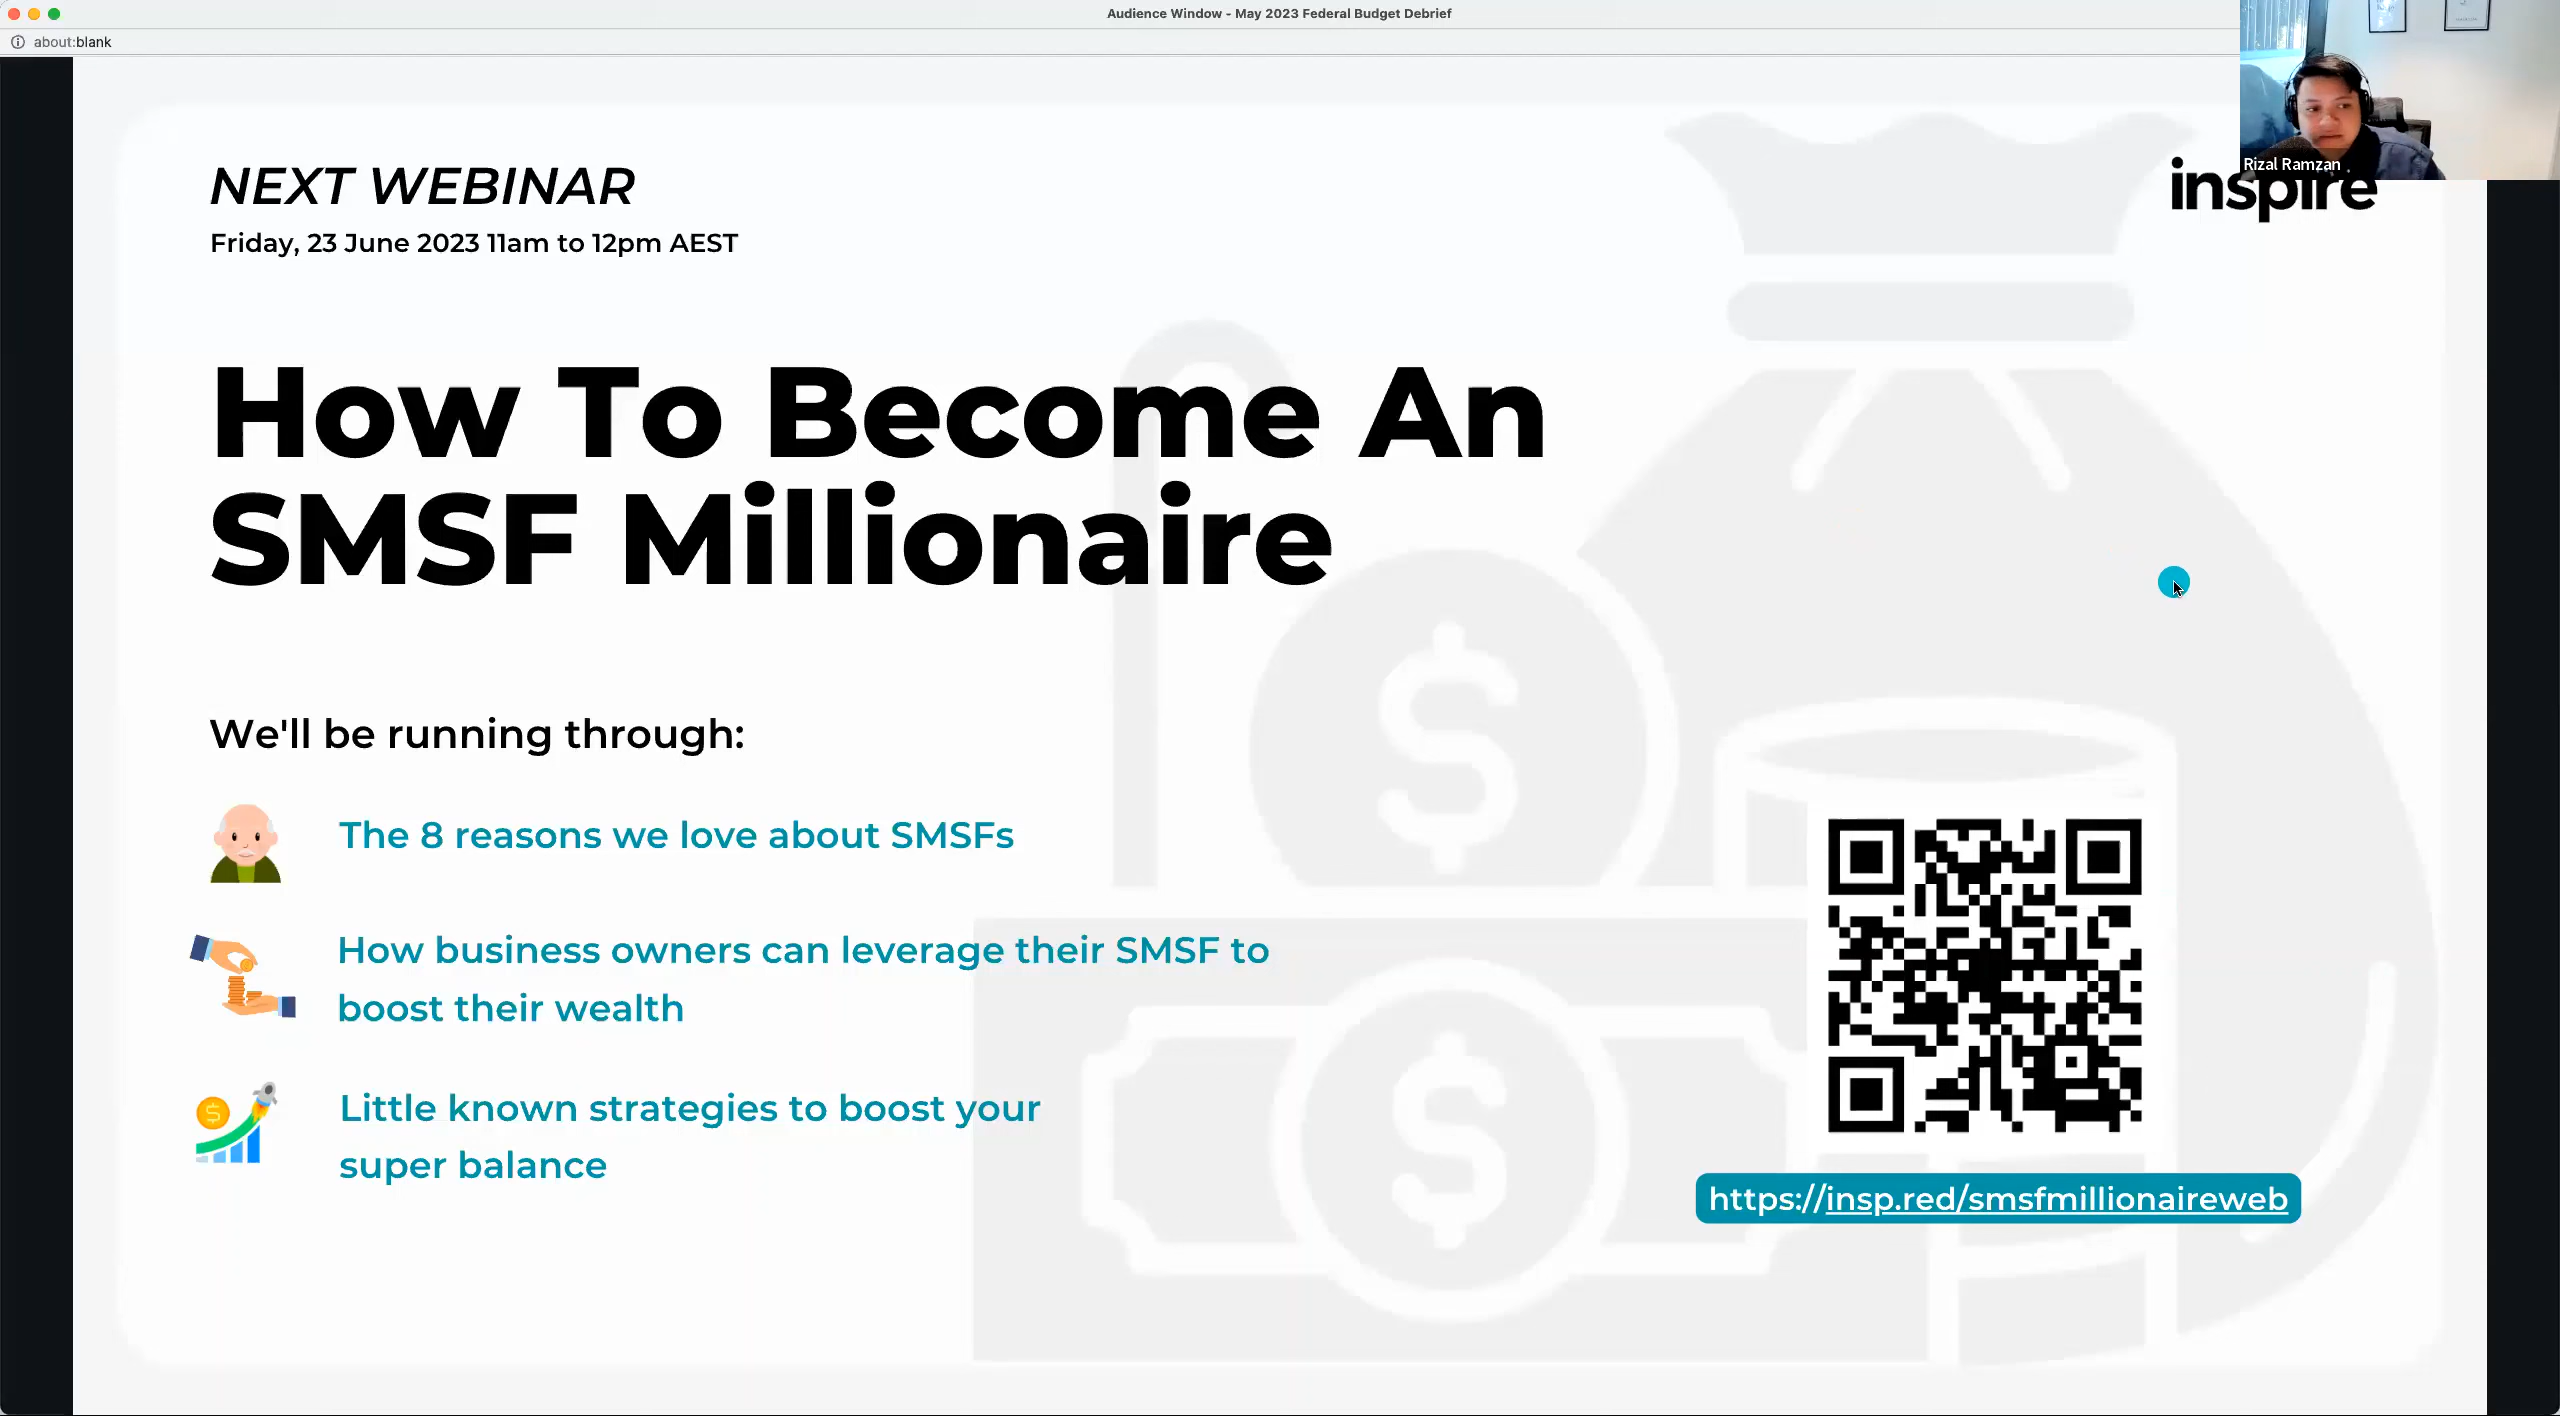 Audience Window - May 2023 Federal Budget Debrief
about:blank
Rizal Ramzan
inspire
NEXT WEBINAR
Friday, 23 June 2023 11am to 12pm AEST
How To Become An
SMSF Millionaire
We'll be running through:
The 8 reasons we love about SMSFs
How business owners can leverage their SMSF to
boost their wealth
Little known strategies to boost your
super balance
https://insp.red/smsfmillionaireweb